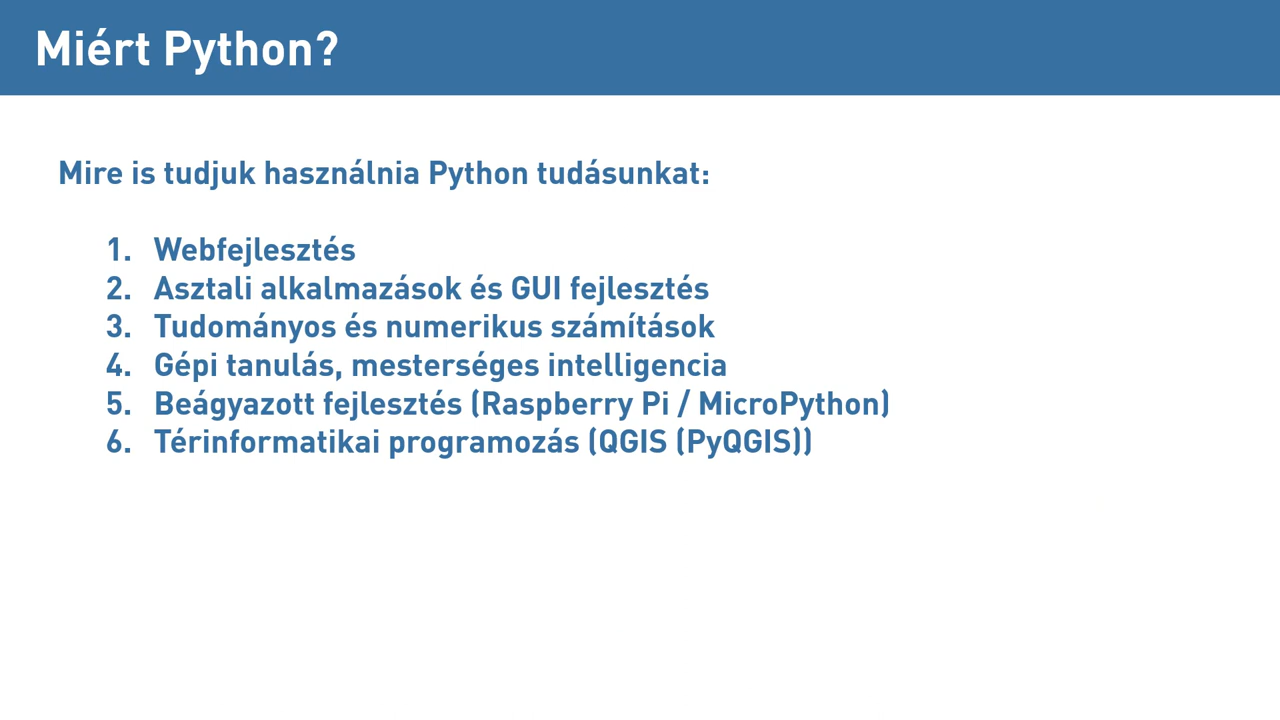 Miért Python?
Mire is tudjuk használnia Python tudásunkat:
1. Webfejlesztés
2. Asztali alkalmazások és GUI fejlesztés
3. Tudományos és numerikus számítások
4. Gépi tanulás, mesterséges intelligencia
5. Beágyazott fejlesztés (Raspberry Pi / MicroPython)
6. Térinformatikai programozás (QGIS (PyQGIS))